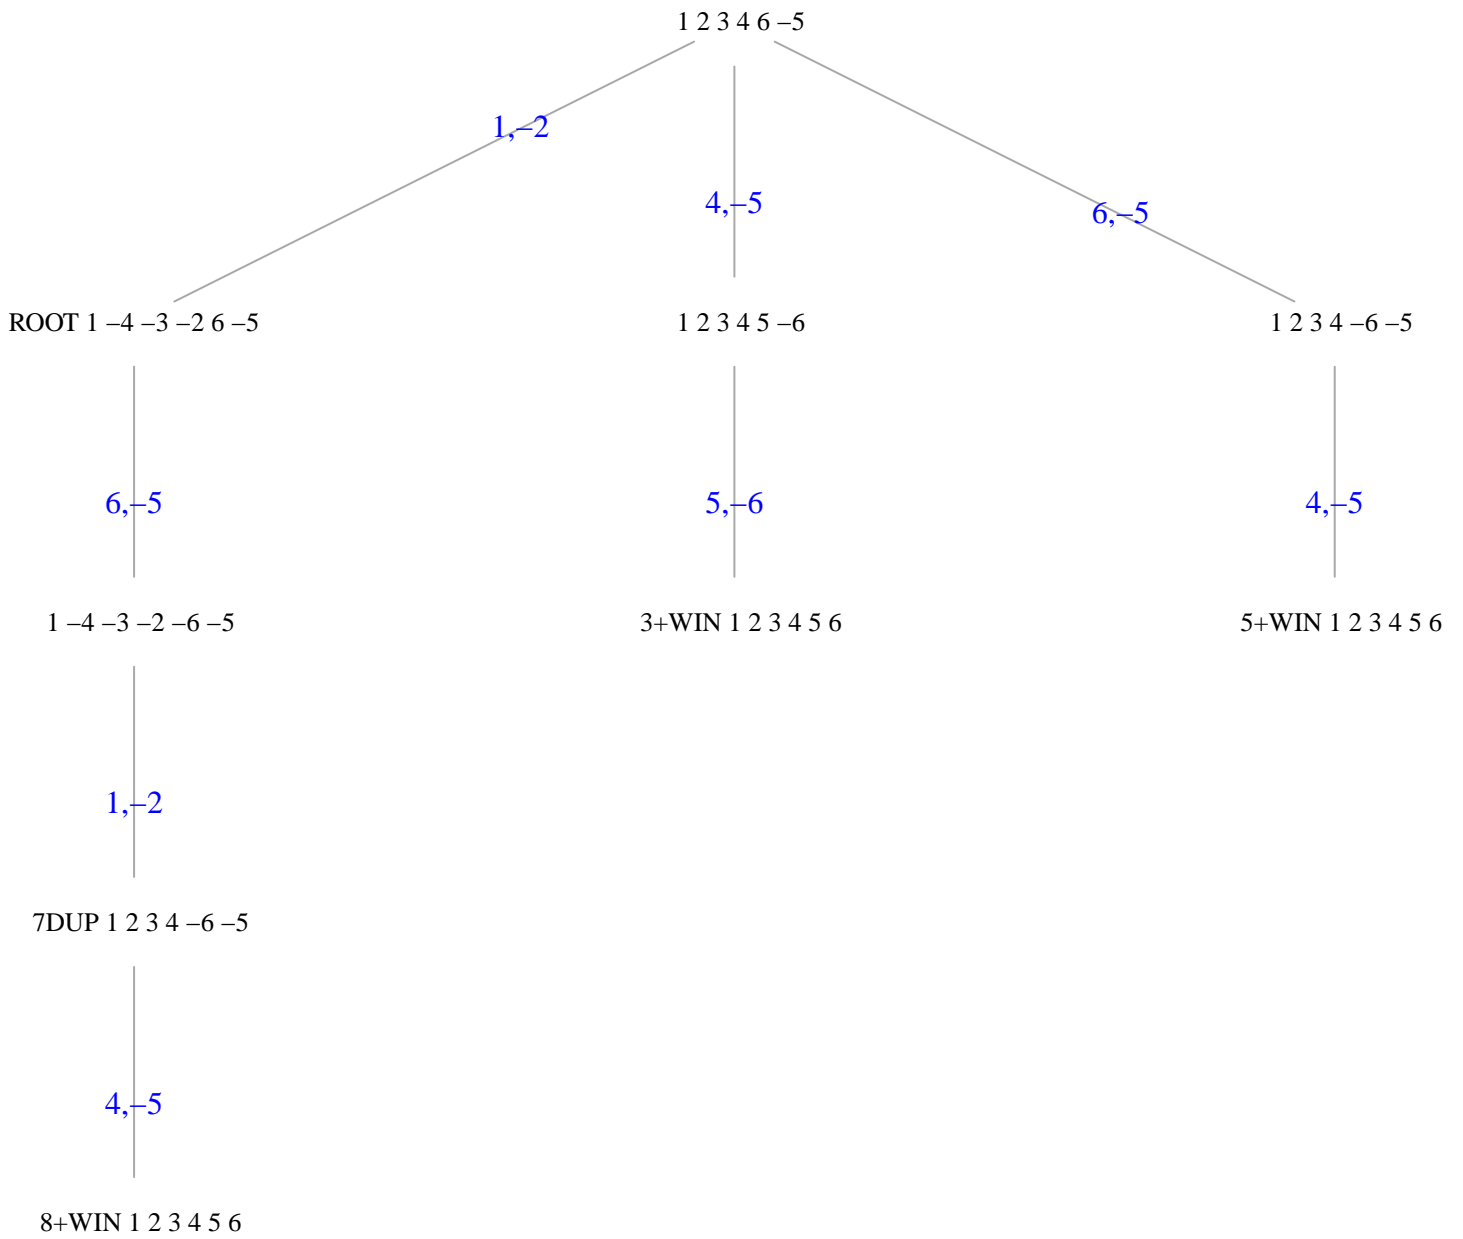 1 2 3 4 6 –5
1,–2
4,–5
6,–5
ROOT 1 –4 –3 –2 6 –5
1 2 3 4 5 –6
1 2 3 4 –6 –5
6,–5
5,–6
4,–5
1 –4 –3 –2 –6 –5
3+WIN 1 2 3 4 5 6
5+WIN 1 2 3 4 5 6
1,–2
7DUP 1 2 3 4 –6 –5
4,–5
8+WIN 1 2 3 4 5 6